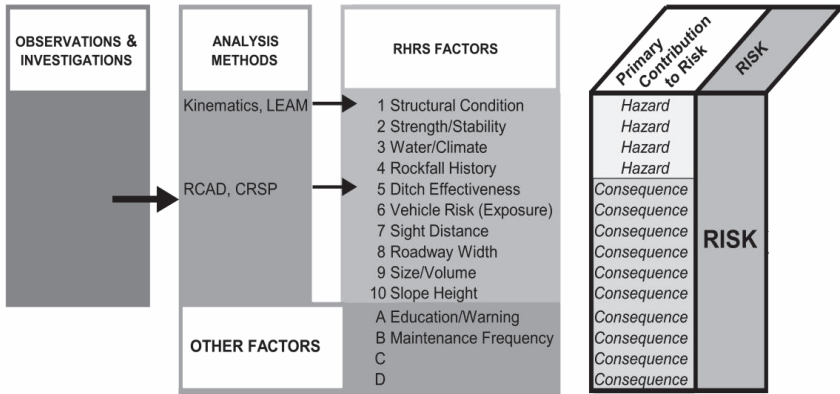 OBSERVATIONS &
INVESTIGATIONS
ANALYSIS
METHODS
Kinematics, LEAM
RCAD, CRSP
OTHER FACTORS
RHRS FACTORS
1 Structural Condition
2 Strength/Stability
3 Water/Climate
4 Rockfall History
5 Ditch Effectiveness
6 Vehicle Risk (Exposure)
7 Sight Distance
8 Roadway Width
9 Size/Volume
10 Slope Height
A Education/Warning
B Maintenance Frequency
C
D
Primary
Contribution
to Risk
Hazard
Hazard
Hazard
Hazard
Consequence
Consequence
Consequence
Consequence
Consequence
Consequence
Consequence
Consequence
Consequence
Consequence
RISK
RISK